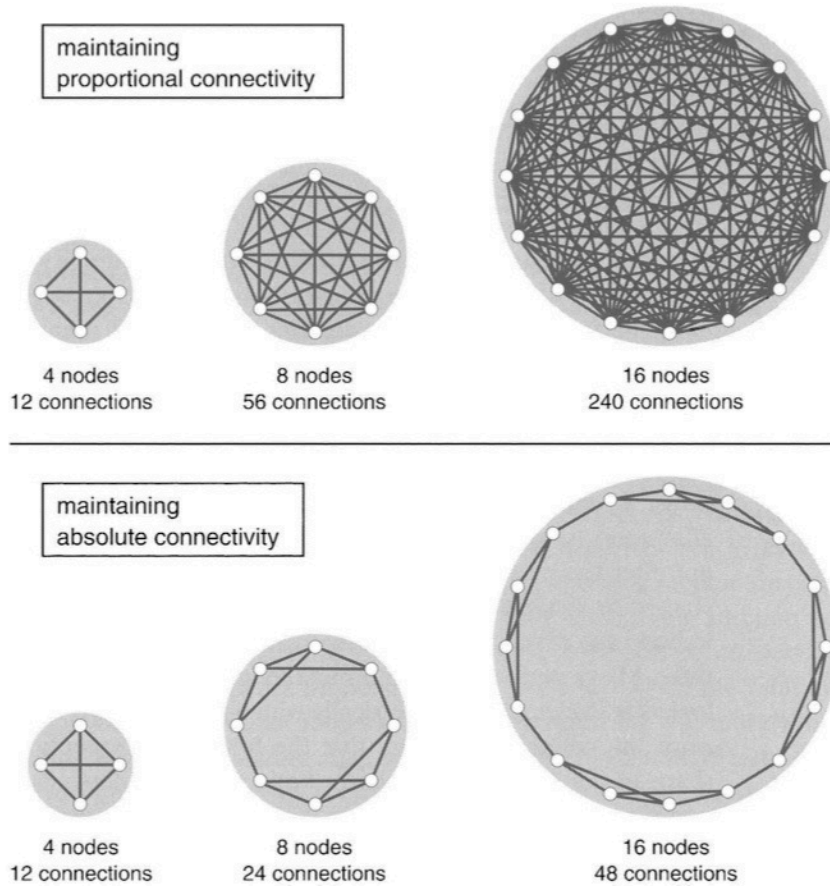 maintaining
proportional connectivity
4 nodes
12 connections
8 nodes
56 connections
16 nodes
240 connections
maintaining
absolute connectivity
4 nodes
12 connections
8 nodes
24 connections
16 nodes
48 connections